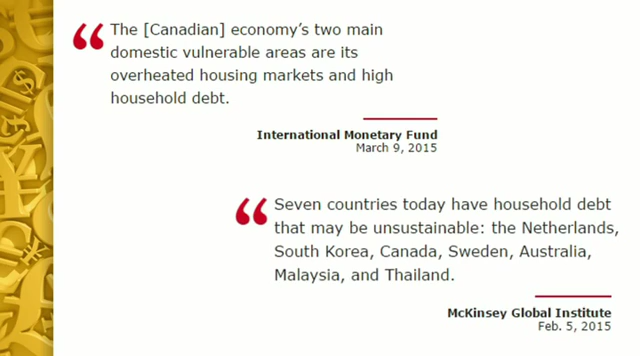 “ The [Canadian] economy’s two main
domestic vulnerable areas are its
overheated housing markets and high
household debt.
International Monetary Fund
March 9, 2015
“ Seven countries today have household debt
that may be unsustainable: the Netherlands,
South Korea, Canada, Sweden, Australia,
Malaysia, and Thailand.
McKinsey Global Institute
Feb. 5, 2015